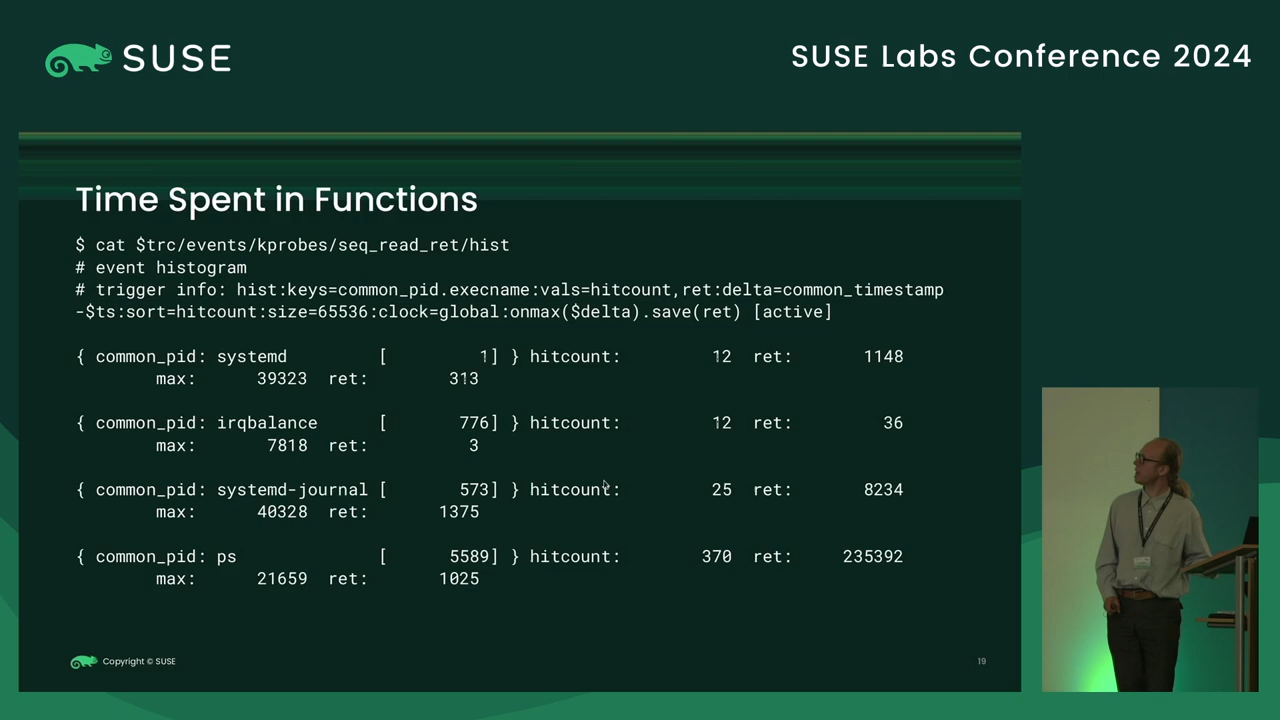 SUSE
SUSE Labs Conference 2024
Time Spent in Functions
$ cat $trc/events/kprobes/seq_read_ret/hist
# event histogram
# trigger info: hist:keys=common_pid.execname:vals=hitcount,ret:delta=common_timestamp
-$ts:sort=hitcount:size=65536:clock=global:onmax($delta).save(ret) [active]
{ common_pid: systemd [ 1] } hitcount: 12 ret: 1148
max: 39323 ret: 313
{ common_pid: irqbalance [ 776] } hitcount: 12 ret: 36
max: 7818 ret: 3
{ common_pid: systemd-journal [ 573] } hitcount: 25 ret: 8234
max: 40328 ret: 1375
{ common_pid: ps [ 5589] } hitcount: 370 ret: 235392
max: 21659 ret: 1025
Copyright © SUSE
19